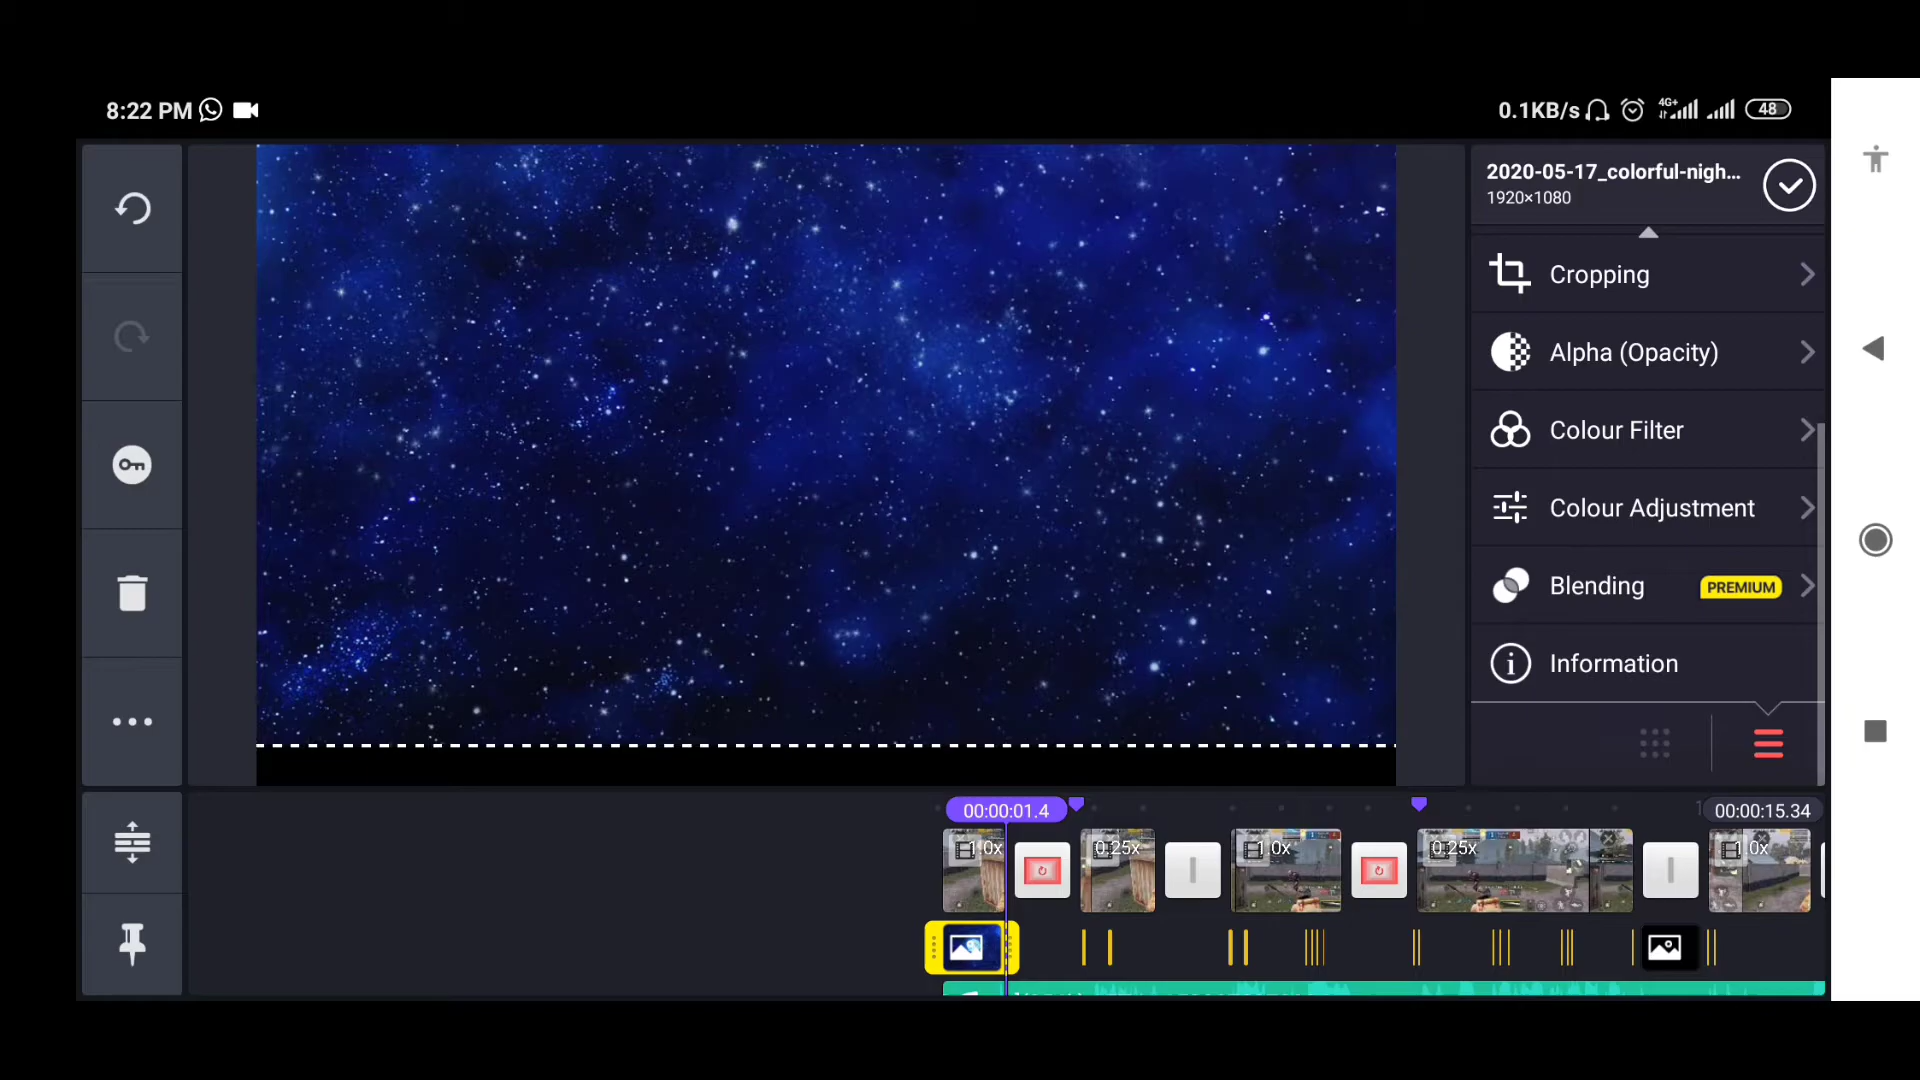 8:22 PM
0.1KB/s 4G+ 48
2020-05-17_colorful-nigh...
1920×1080
Cropping
Alpha (Opacity)
Colour Filter
Colour Adjustment
Blending PREMIUM
Information
00:00:01.4
00:00:15.34
1.0x
0.25x
1.0x
0.25x
1.0x